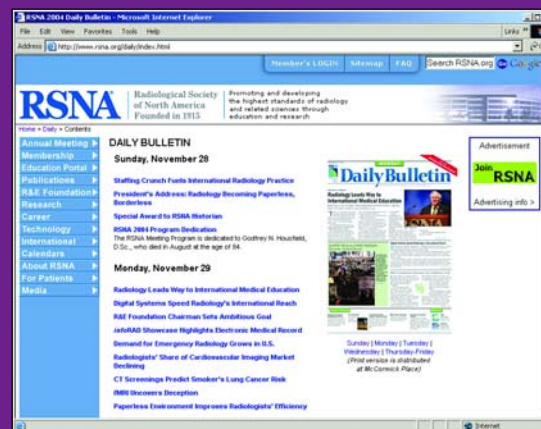 RSNA 2004 Daily Bulletin - Microsoft Internet Explorer
File Edit View Favorites Tools Help
Links
Address http://www.rsna.org/daily/index.html
Member's LOGIN Sitemap FAQ Search RSNA.org Go Google
RSNA
Radiological Society
of North America
Founded in 1915
Promoting and developing
the highest standards of radiology
and related sciences through
education and research
Home > Daily > Contents
Annual Meeting
Membership
Education Portal
Publications
R&E Foundation
Research
Career
Technology
International
Calendars
About RSNA
For Patients
Media
DAILY BULLETIN
Sunday, November 28
Staffing Crunch Fuels International Radiology Practice
President's Address: Radiology Becoming Paperless,
Borderless
Special Award to RSNA Historian
RSNA 2004 Program Dedication
The RSNA Meeting Program is dedicated to Godfrey N. Hounsfield,
D.Sc., who died in August at the age of 84.
Monday, November 29
Radiology Leads Way to International Medical Education
Digital Systems Speed Radiology's International Reach
R&E Foundation Chairman Sets Ambitious Goal
infoRAD Showcase Highlights Electronic Medical Record
Demand for Emergency Radiology Grows in U.S.
Radiologists' Share of Cardiovascular Imaging Market
Declining
CT Screenings Predict Smoker's Lung Cancer Risk
fMRI Uncovers Deception
Paperless Environment Improves Radiologists' Efficiency
MONDAY
Daily Bulletin
Radiology Leads Way to
International Medical Education
Sunday | Monday | Tuesday |
Wednesday | Thursday-Friday
(Print version is distributed
at McCormick Place)
Advertisement
Join
RSNA
Advertising info >
Internet